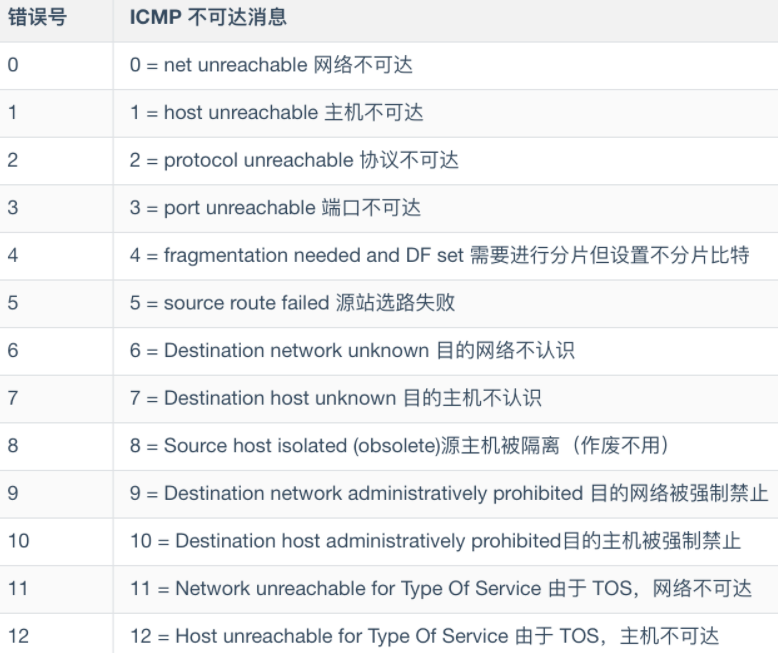 错误号 ICMP 不可达消息
0 0 = net unreachable 网络不可达
1 1 = host unreachable 主机不可达
2 2 = protocol unreachable 协议不可达
3 3 = port unreachable 端口不可达
4 4 = fragmentation needed and DF set 需要进行分片但设置不分片比特
5 5 = source route failed 源站选路失败
6 6 = Destination network unknown 目的网络不认识
7 7 = Destination host unknown 目的主机不认识
8 8 = Source host isolated (obsolete)源主机被隔离（作废不用）
9 9 = Destination network administratively prohibited 目的网络被强制禁止
10 10 = Destination host administratively prohibited目的主机被强制禁止
11 11 = Network unreachable for Type Of Service 由于 TOS，网络不可达
12 12 = Host unreachable for Type Of Service 由于 TOS，主机不可达